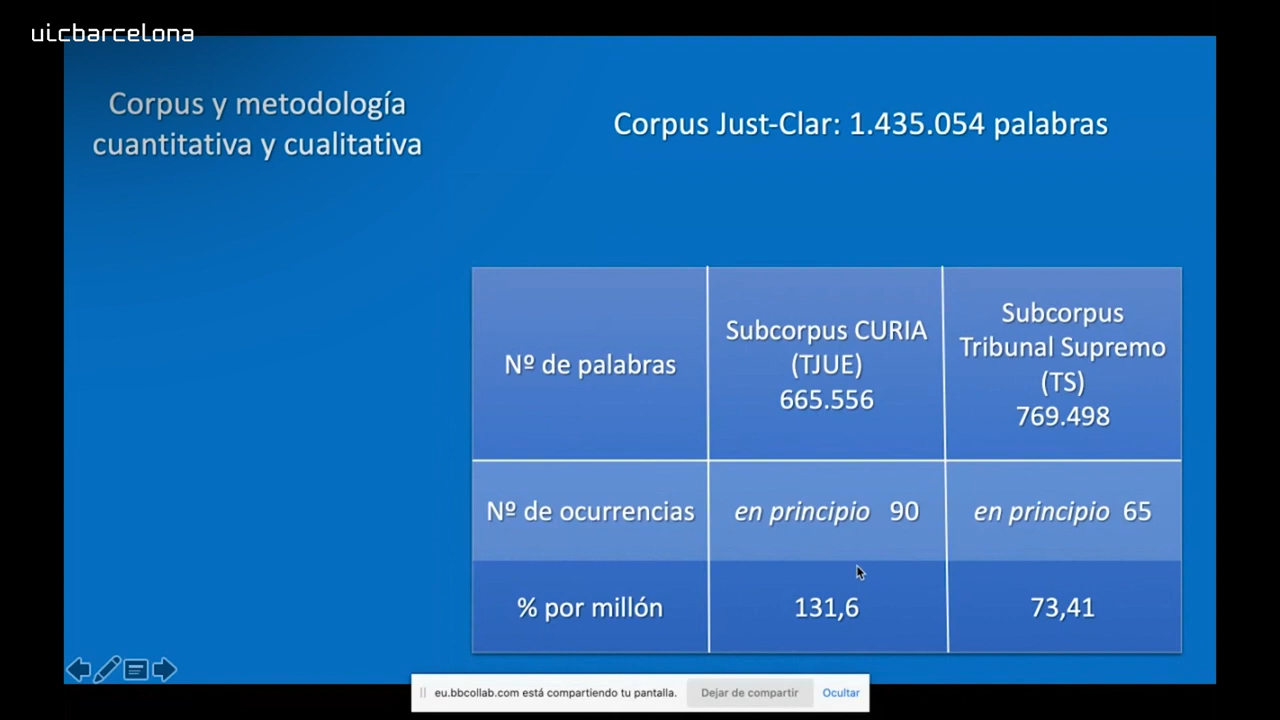 uicbarcelona
Corpus y metodología
cuantitativa y cualitativa
Corpus Just-Clar: 1.435.054 palabras
Nº de palabras
Subcorpus CURIA
(TJUE)
665.556
Subcorpus
Tribunal Supremo
(TS)
769.498
Nº de ocurrencias
en principio 90
en principio 65
% por millón
131,6
73,41
eu.bbcollab.com está compartiendo tu pantalla.
Dejar de compartir
Ocultar